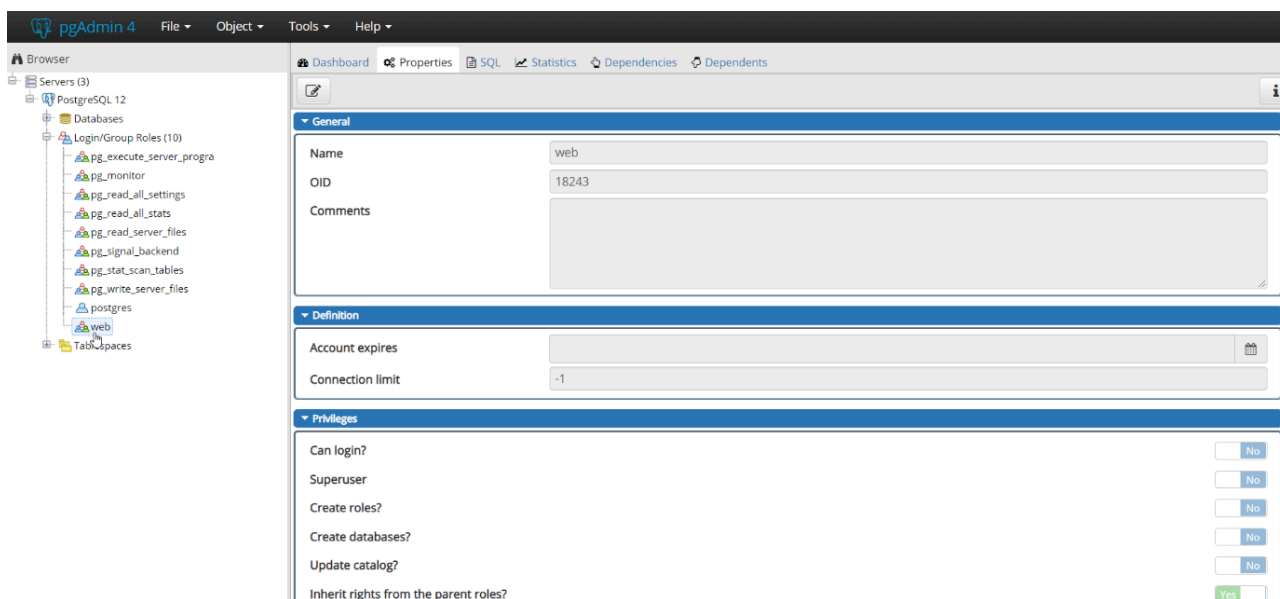 pgAdmin 4 File Object Tools Help
Browser
Dashboard Properties SQL Statistics Dependencies Dependents
Servers (3)
PostgreSQL 12
Databases
Login/Group Roles (10)
pg_execute_server_progra
pg_monitor
pg_read_all_settings
pg_read_all_stats
pg_read_server_files
pg_signal_backend
pg_stat_scan_tables
pg_write_server_files
postgres
web
Tablespaces
i
General
Name web
OID 18243
Comments
Definition
Account expires
Connection limit -1
Privileges
Can login? No
Superuser No
Create roles? No
Create databases? No
Update catalog? No
Inherit rights from the parent roles? Yes